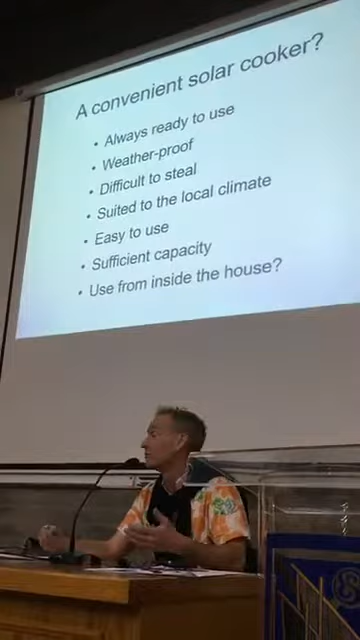 A convenient solar cooker?
• Always ready to use
• Weather-proof
• Difficult to steal
• Suited to the local climate
• Easy to use
• Sufficient capacity
• Use from inside the house?